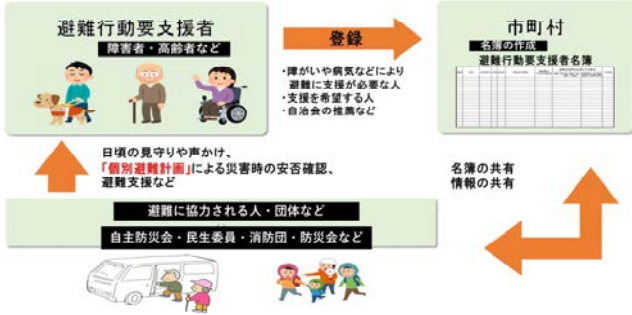 避難行動要支援者
障害者・高齢者など
登録
・障がいや病気などにより
避難に支援が必要な人
・支援を希望する人
・自治会の推薦など
市町村
名簿の作成
避難行動要支援者名簿
日頃の見守りや声かけ、
「個別避難計画」による災害時の安否確認、
避難支援など
名簿の共有
情報の共有
避難に協力される人・団体など
自主防災会・民生委員・消防団・防災会など